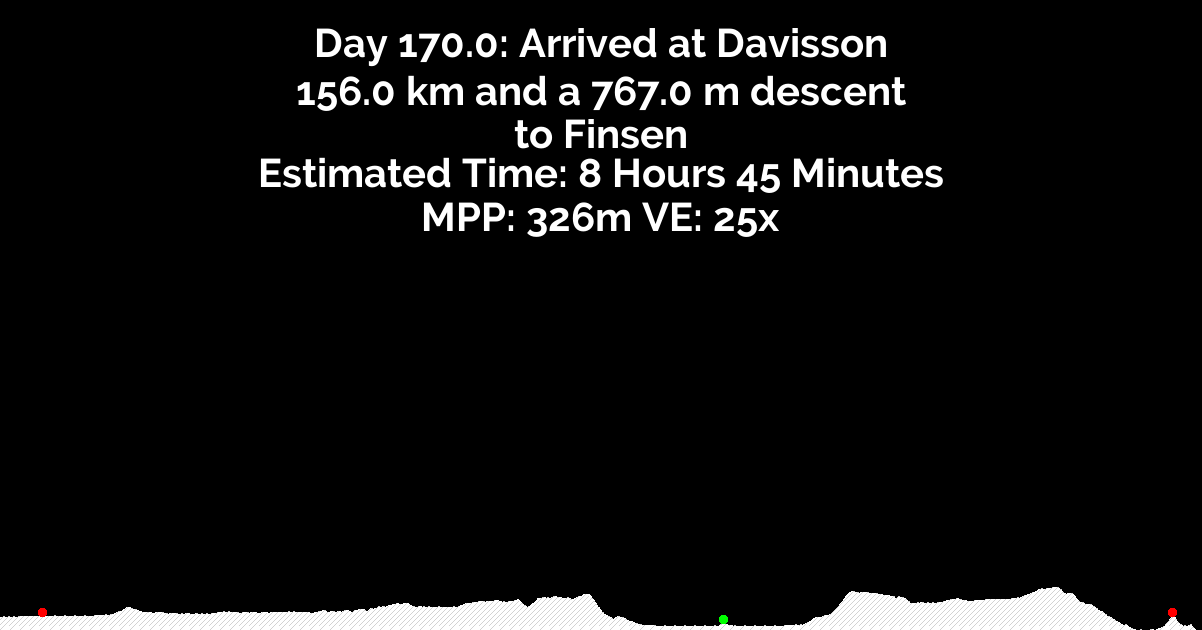 Day 170.0: Arrived at Davisson
156.0 km and a 767.0 m descent
to Finsen
Estimated Time: 8 Hours 45 Minutes
MPP: 326m VE: 25x